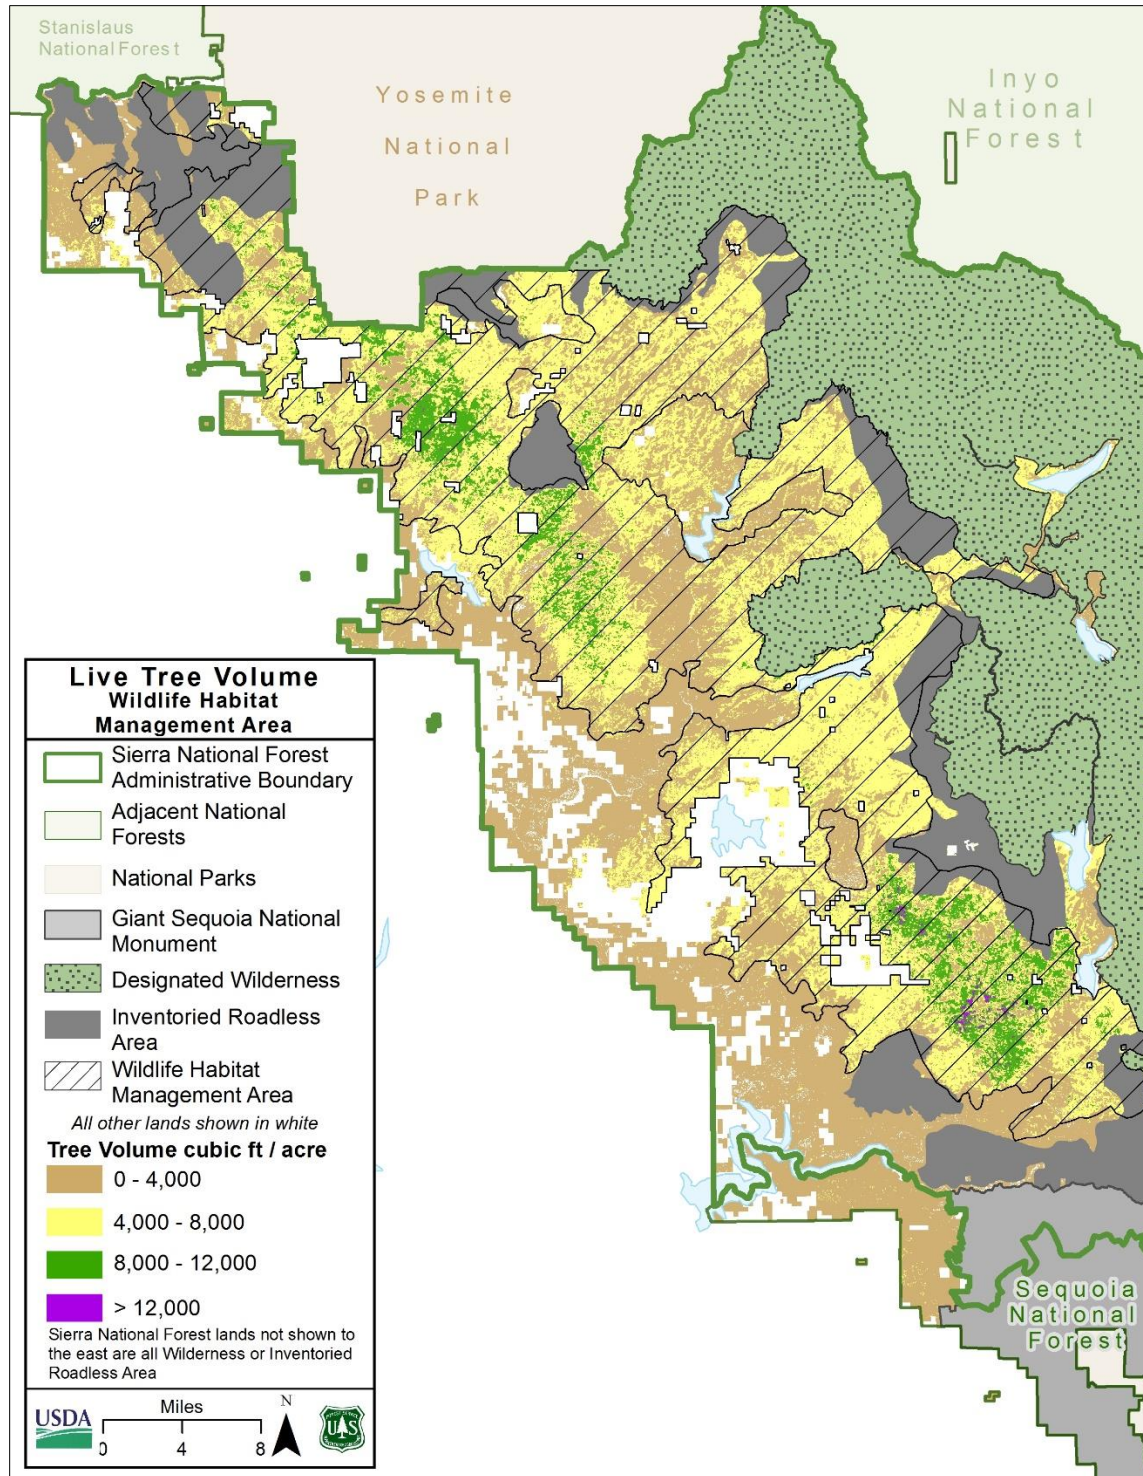 Stanislaus
National Forest
Yosemite
National
Park
Inyo
National
Forest
Live Tree Volume
Wildlife Habitat
Management Area
Sierra National Forest
Administrative Boundary
Adjacent National
Forests
National Parks
Giant Sequoia National
Monument
Designated Wilderness
Inventoried Roadless
Area
Wildlife Habitat
Management Area
All other lands shown in white
Tree Volume cubic ft / acre
0 - 4,000
4,000 - 8,000
8,000 - 12,000
> 12,000
Sierra National Forest lands not shown to
the east are all Wilderness or Inventoried
Roadless Area
Sequoia
National
Forest
USDA
Miles
0 4 8
N
U S